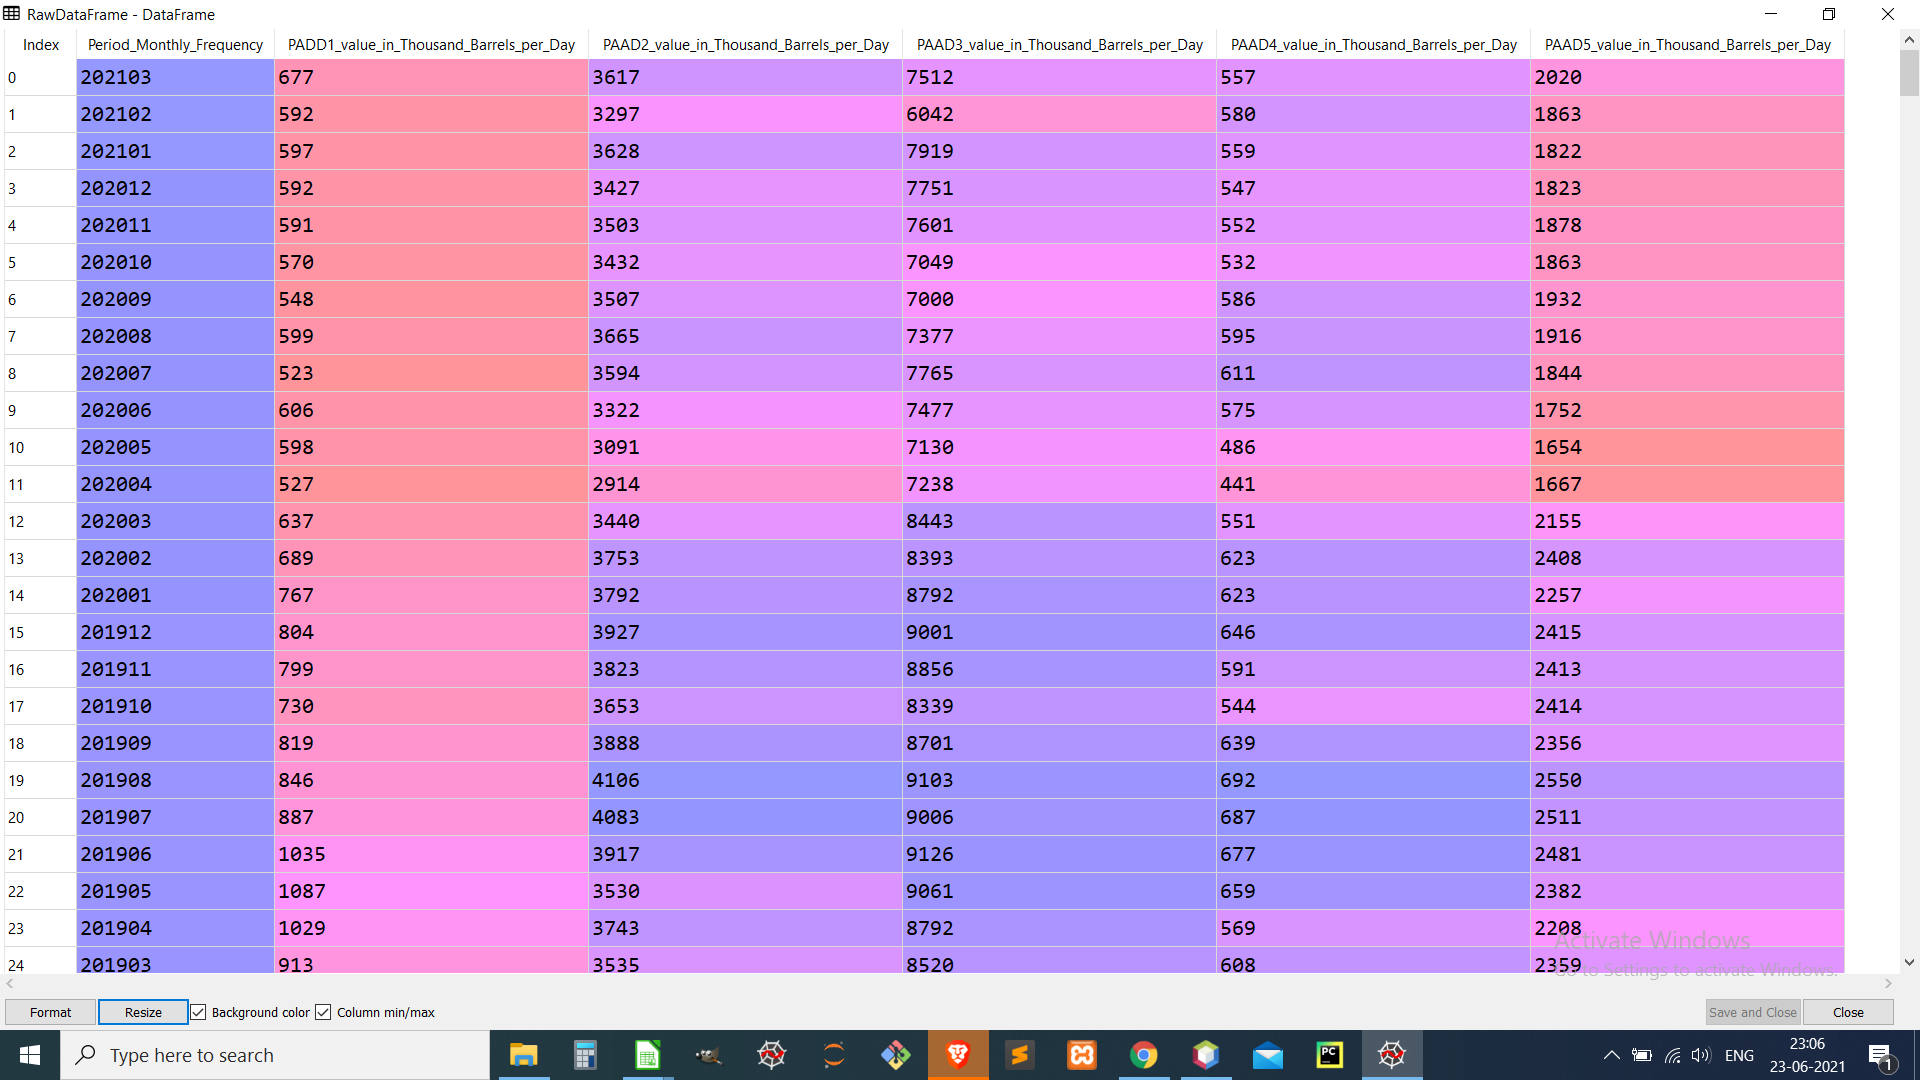 RawDataFrame - DataFrame
Index Period_Monthly_Frequency PADD1_value_in_Thousand_Barrels_per_Day PAAD2_value_in_Thousand_Barrels_per_Day PAAD3_value_in_Thousand_Barrels_per_Day PAAD4_value_in_Thousand_Barrels_per_Day PAAD5_value_in_Thousand_Barrels_per_Day
0 202103 677 3617 7512 557 2020
1 202102 592 3297 6042 580 1863
2 202101 597 3628 7919 559 1822
3 202012 592 3427 7751 547 1823
4 202011 591 3503 7601 552 1878
5 202010 570 3432 7049 532 1863
6 202009 548 3507 7000 586 1932
7 202008 599 3665 7377 595 1916
8 202007 523 3594 7765 611 1844
9 202006 606 3322 7477 575 1752
10 202005 598 3091 7130 486 1654
11 202004 527 2914 7238 441 1667
12 202003 637 3440 8443 551 2155
13 202002 689 3753 8393 623 2408
14 202001 767 3792 8792 623 2257
15 201912 804 3927 9001 646 2415
16 201911 799 3823 8856 591 2413
17 201910 730 3653 8339 544 2414
18 201909 819 3888 8701 639 2356
19 201908 846 4106 9103 692 2550
20 201907 887 4083 9006 687 2511
21 201906 1035 3917 9126 677 2481
22 201905 1087 3530 9061 659 2382
23 201904 1029 3743 8792 569 2208
Activate Windows
24 201903 913 3535 8520 608 2359
Go to Settings to activate Windows.
Format Resize Background color Column min/max Save and Close Close
Type here to search
PC
ENG
23:06
23-06-2021
1